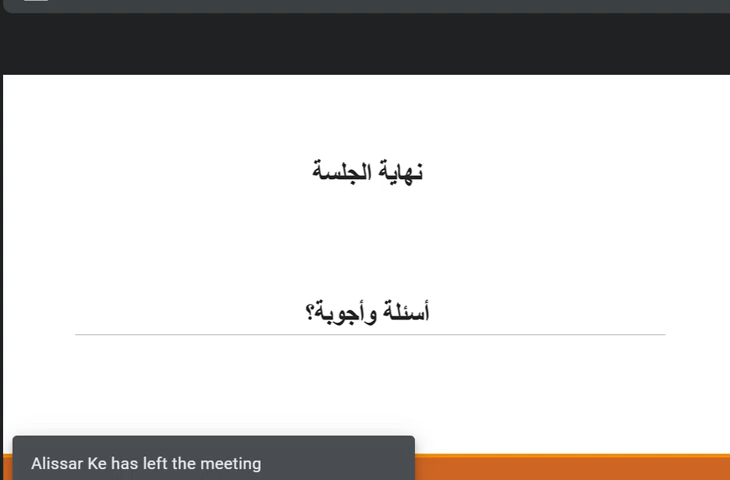 نهاية الجلسة
أسئلة وأجوبة؟
Alissar Ke has left the meeting